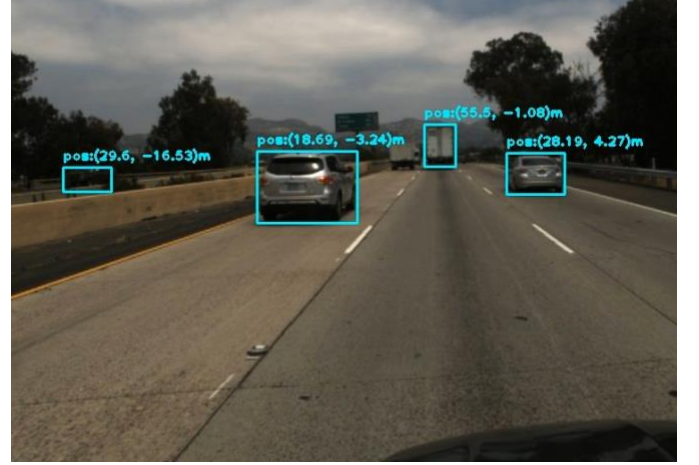 pos:(55.5, -1.08)m
pos:(18.69, -3.24)m
pos:(28.19, 4.27)m
pos:(29.6, -16.53)m